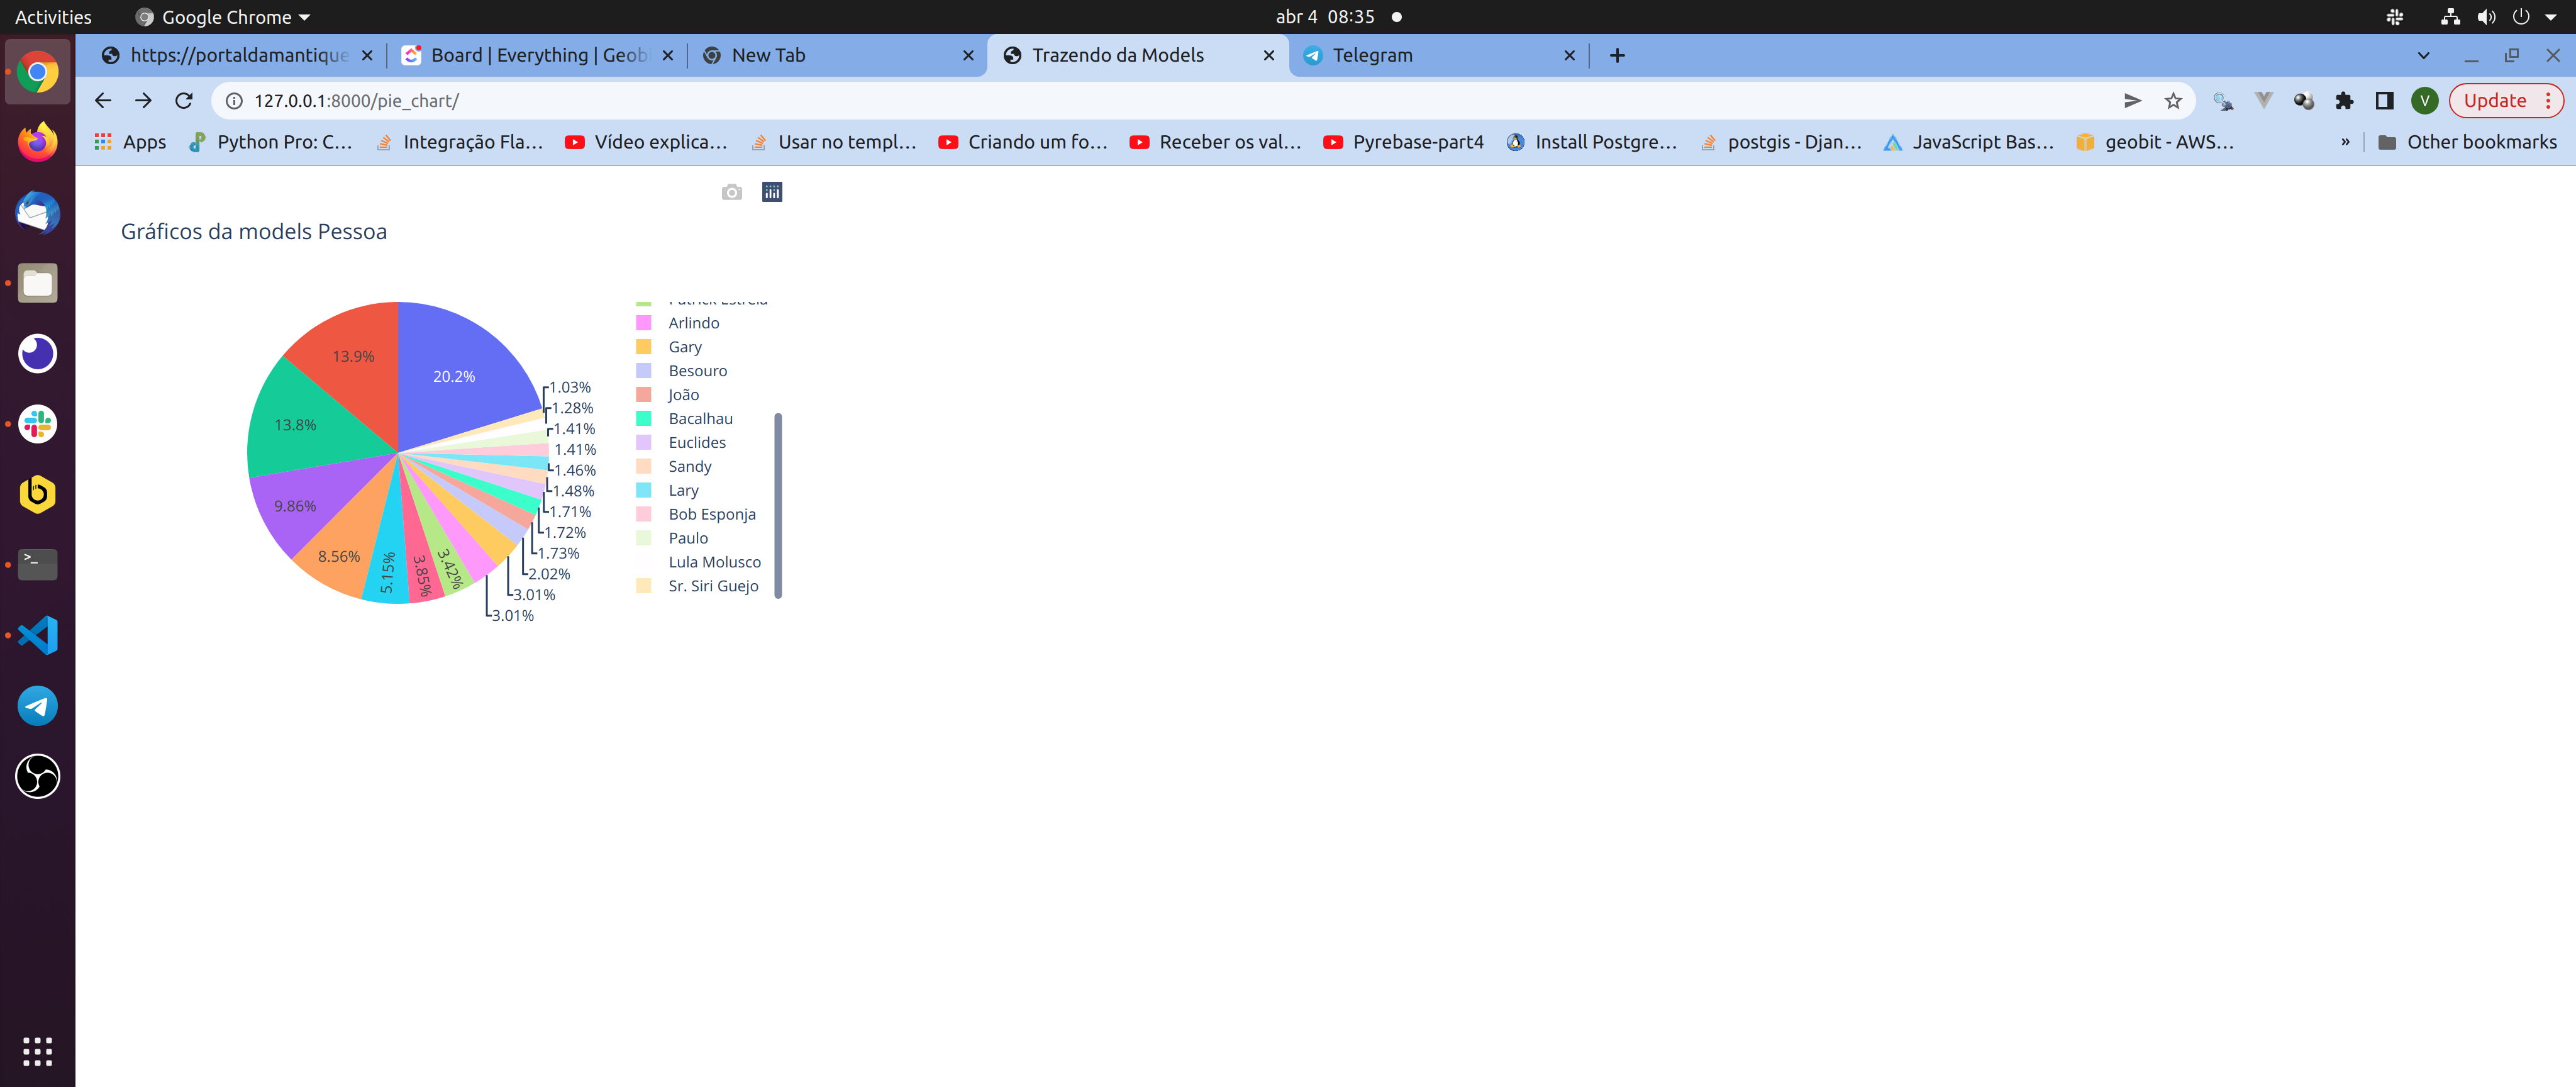 Activities
Google Chrome
abr 4 08:35
https://portaldamantique
Board | Everything | Geob
New Tab
Trazendo da Models
Telegram
127.0.0.1:8000/pie_chart/
V
Update
Apps
Python Pro: C...
Integração Fla...
Vídeo explica...
Usar no templ...
Criando um fo...
Receber os val...
Pyrebase-part4
Install Postgre...
postgis - Djan...
JavaScript Bas...
geobit - AWS...
»
Other bookmarks
Gráficos da models Pessoa
20.2%
13.9%
13.8%
9.86%
8.56%
5.15%
3.85%
3.42%
3.01%
3.01%
2.02%
1.73%
1.72%
1.71%
1.48%
1.46%
1.41%
1.41%
1.28%
1.03%
Arlindo
Gary
Besouro
João
Bacalhau
Euclides
Sandy
Lary
Bob Esponja
Paulo
Lula Molusco
Sr. Siri Guejo